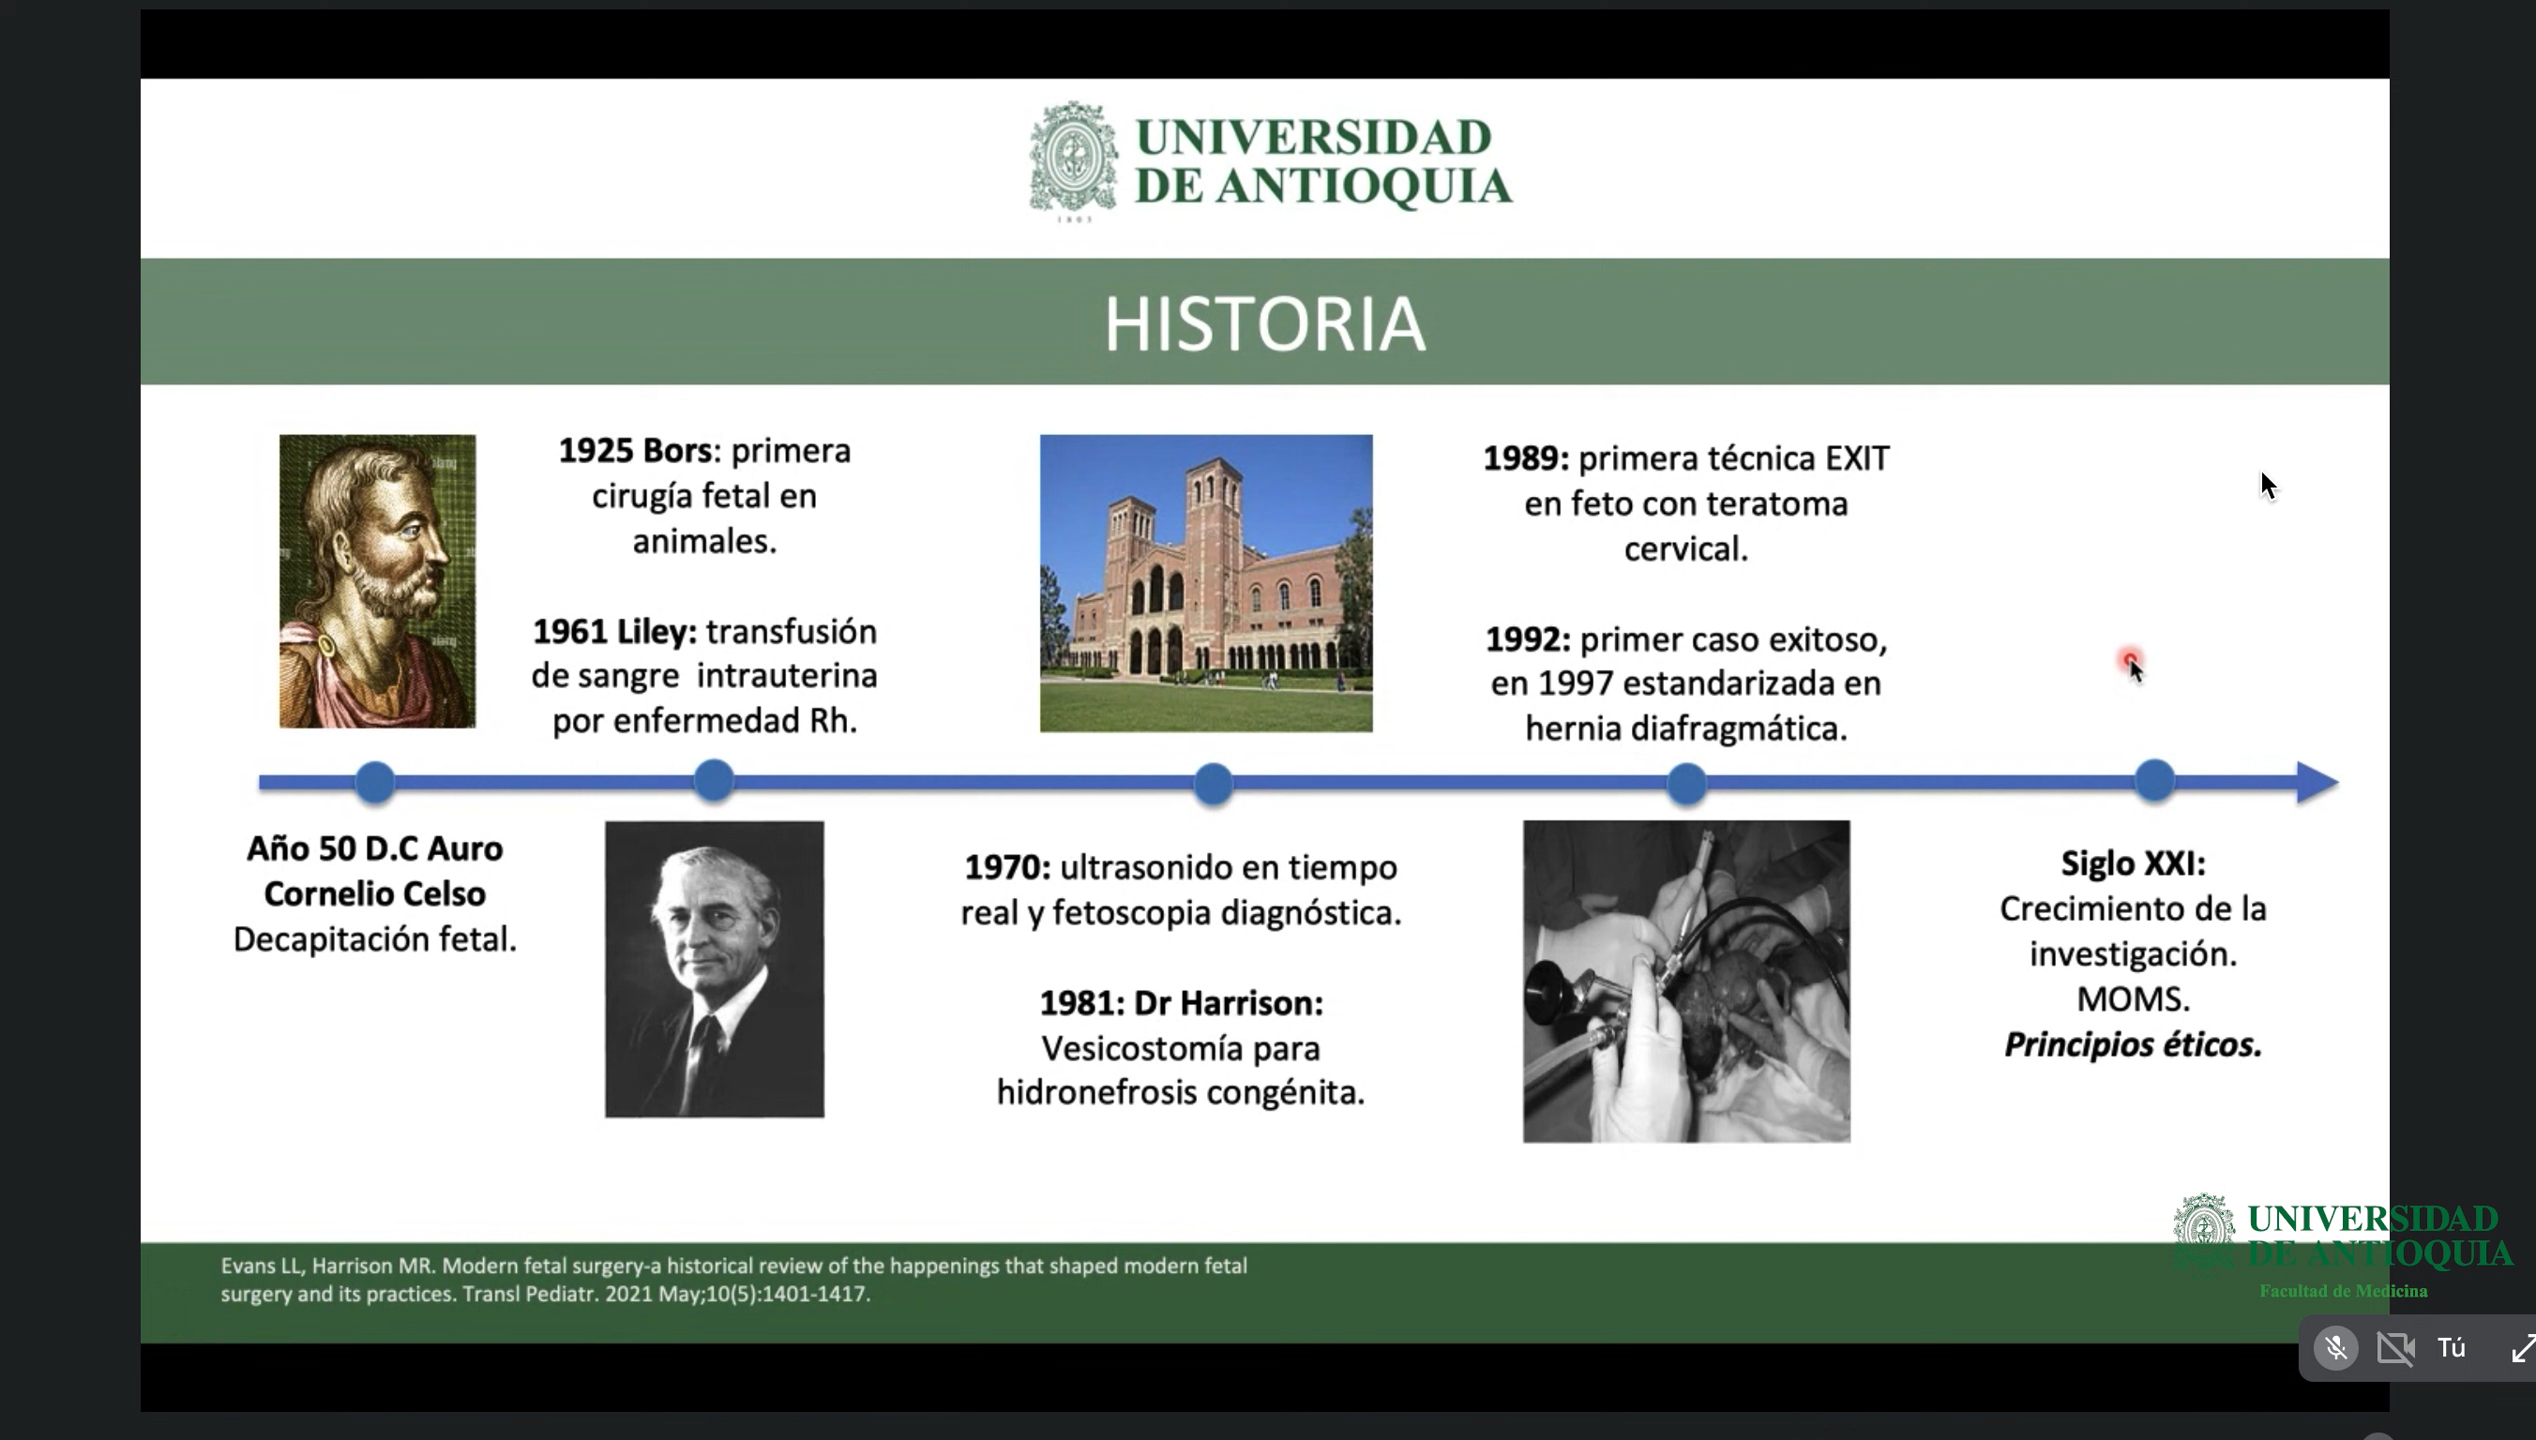 UNIVERSIDAD
DE ANTIOQUIA
1803
HISTORIA
1925 Bors: primera
cirugía fetal en
animales.
1961 Liley: transfusión
de sangre intrauterina
por enfermedad Rh.
1989: primera técnica EXIT
en feto con teratoma
cervical.
1992: primer caso exitoso,
en 1997 estandarizada en
hernia diafragmática.
Año 50 D.C Auro
Cornelio Celso
Decapitación fetal.
1970: ultrasonido en tiempo
real y fetoscopia diagnóstica.
1981: Dr Harrison:
Vesicostomía para
hidronefrosis congénita.
Siglo XXI:
Crecimiento de la
investigación.
MOMS.
Principios éticos.
Evans LL, Harrison MR. Modern fetal surgery-a historical review of the happenings that shaped modern fetal
surgery and its practices. Transl Pediatr. 2021 May;10(5):1401-1417.
UNIVERSIDAD
DE ANTIOQUIA
Facultad de Medicina
Tú